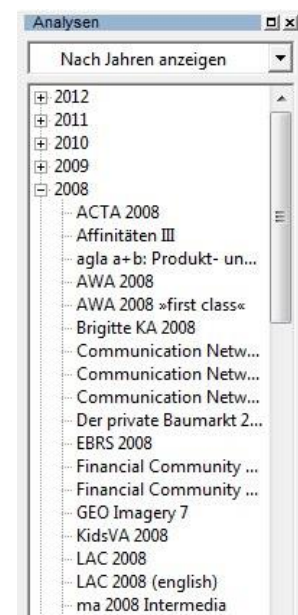 Analysen
Nach Jahren anzeigen
2012
2011
2010
2009
2008
ACTA 2008
Affinitäten III
agla a+b: Produkt- un...
AWA 2008
AWA 2008 »first class«
Brigitte KA 2008
Communication Netw...
Communication Netw...
Communication Netw...
Der private Baumarkt 2...
EBRS 2008
Financial Community ...
Financial Community ...
GEO Imagery 7
KidsVA 2008
LAC 2008
LAC 2008 (english)
ma 2008 Intermedia